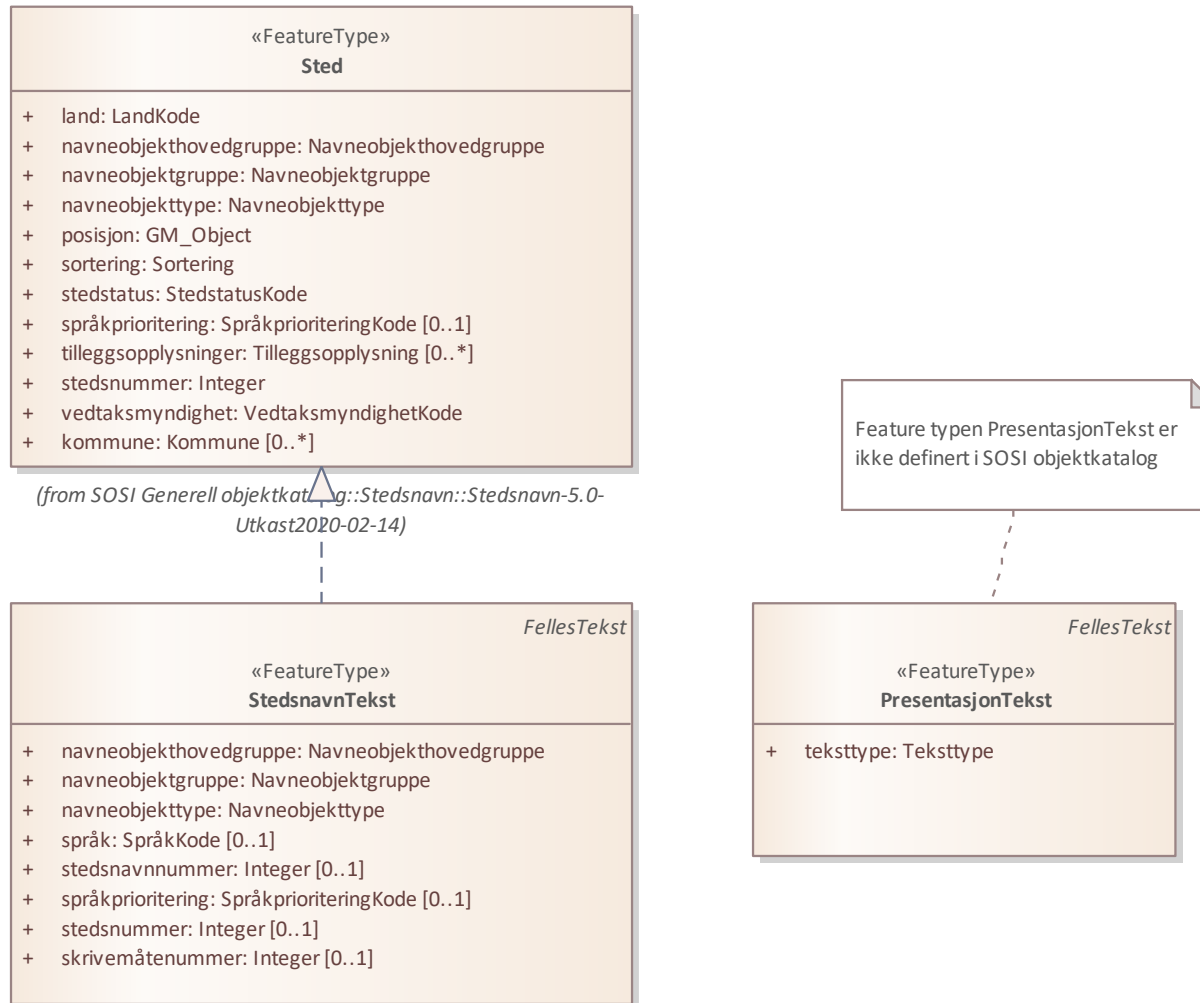 «FeatureType»
Sted
+ land: LandKode
+ navneobjekthovedgruppe: Navneobjekthovedgruppe
+ navneobjektgruppe: Navneobjektgruppe
+ navneobjekttype: Navneobjekttype
+ posisjon: GM_Object
+ sortering: Sortering
+ stedstatus: StedstatusKode
+ språkprioritering: SpråkprioriteringKode [0..1]
+ tilleggsopplysninger: Tilleggsopplysning [0..*]
+ stedsnummer: Integer
+ vedtaksmyndighet: VedtaksmyndighetKode
+ kommune: Kommune [0..*]
(from SOSI Generell objektkatalog::Stedsnavn::Stedsnavn-5.0-
Utkast2020-02-14)
Feature typen PresentasjonTekst er
ikke definert i SOSI objektkatalog
FellesTekst
«FeatureType»
StedsnavnTekst
+ navneobjekthovedgruppe: Navneobjekthovedgruppe
+ navneobjektgruppe: Navneobjektgruppe
+ navneobjekttype: Navneobjekttype
+ språk: SpråkKode [0..1]
+ stedsnavnnummer: Integer [0..1]
+ språkprioritering: SpråkprioriteringKode [0..1]
+ stedsnummer: Integer [0..1]
+ skrivemåtenummer: Integer [0..1]
FellesTekst
«FeatureType»
PresentasjonTekst
+ teksttype: Teksttype